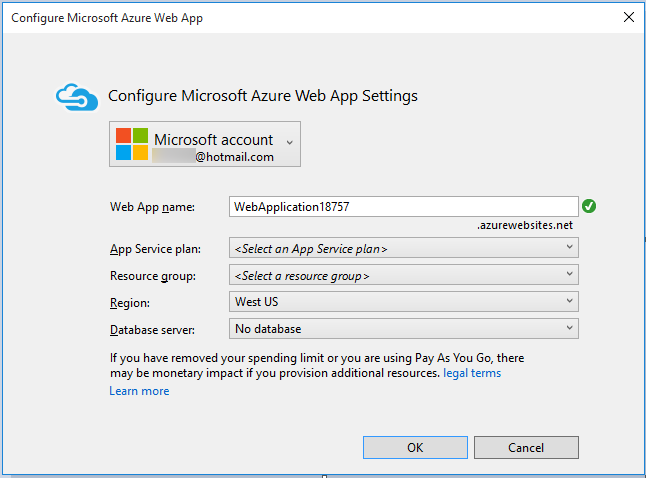 Configure Microsoft Azure Web App
Configure Microsoft Azure Web App Settings
Microsoft account
@hotmail.com
Web App name:
WebApplication18757
.azurewebsites.net
App Service plan:
<Select an App Service plan>
Resource group:
<Select a resource group>
Region:
West US
Database server:
No database
If you have removed your spending limit or you are using Pay As You Go, there
may be monetary impact if you provision additional resources. legal terms
Learn more
OK
Cancel